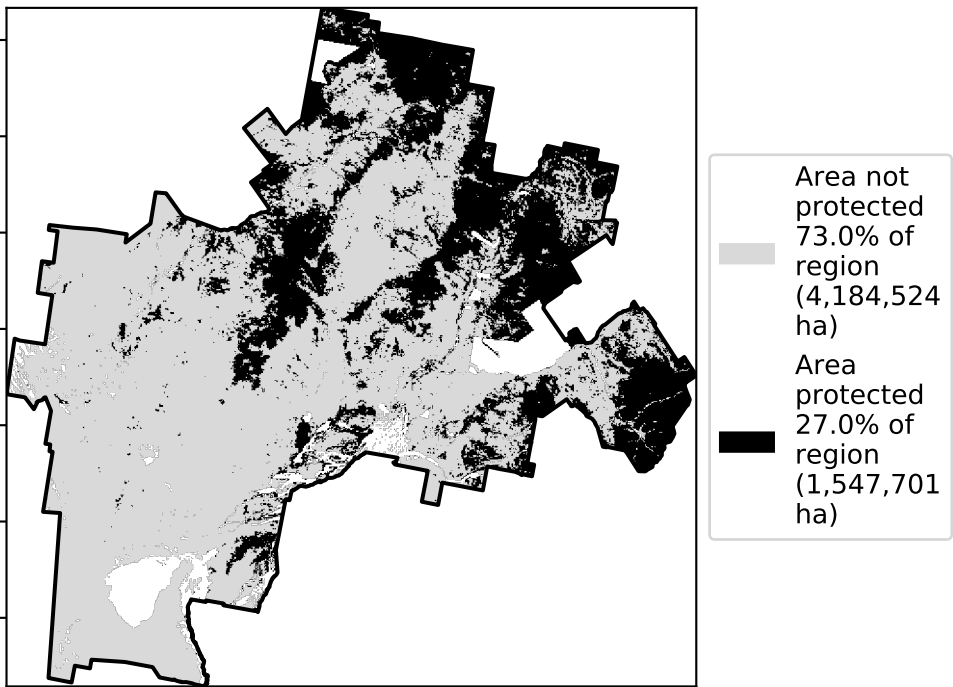 Area not
protected
73.0% of
region
(4,184,524
ha)
Area
protected
27.0% of
region
(1,547,701
ha)